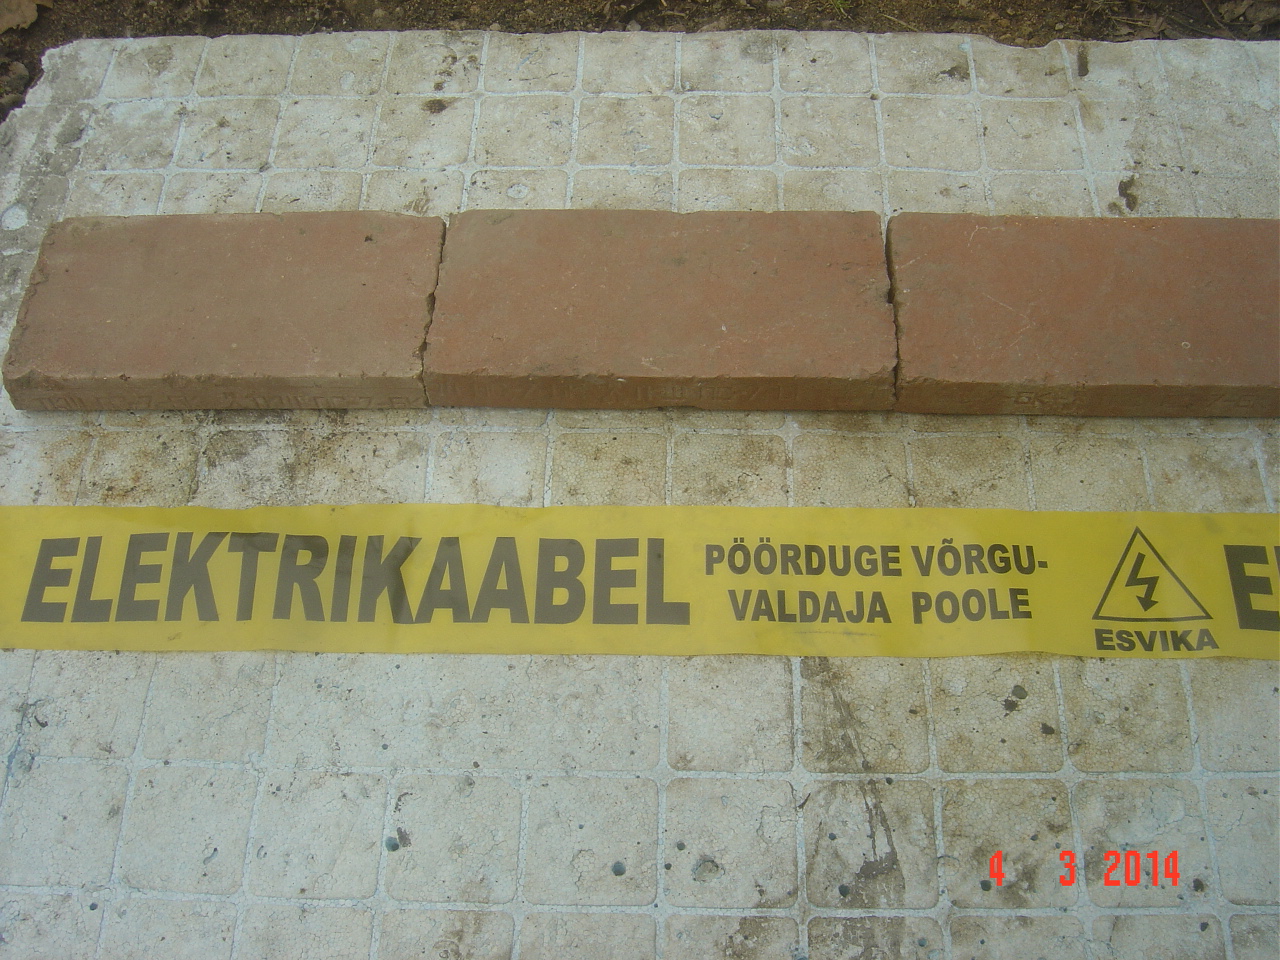 ELEKTRIKAABEL
PÖÖRDUGE VÕRGU-
VALDAJA POOLE
ESVIKA
4 3 2014